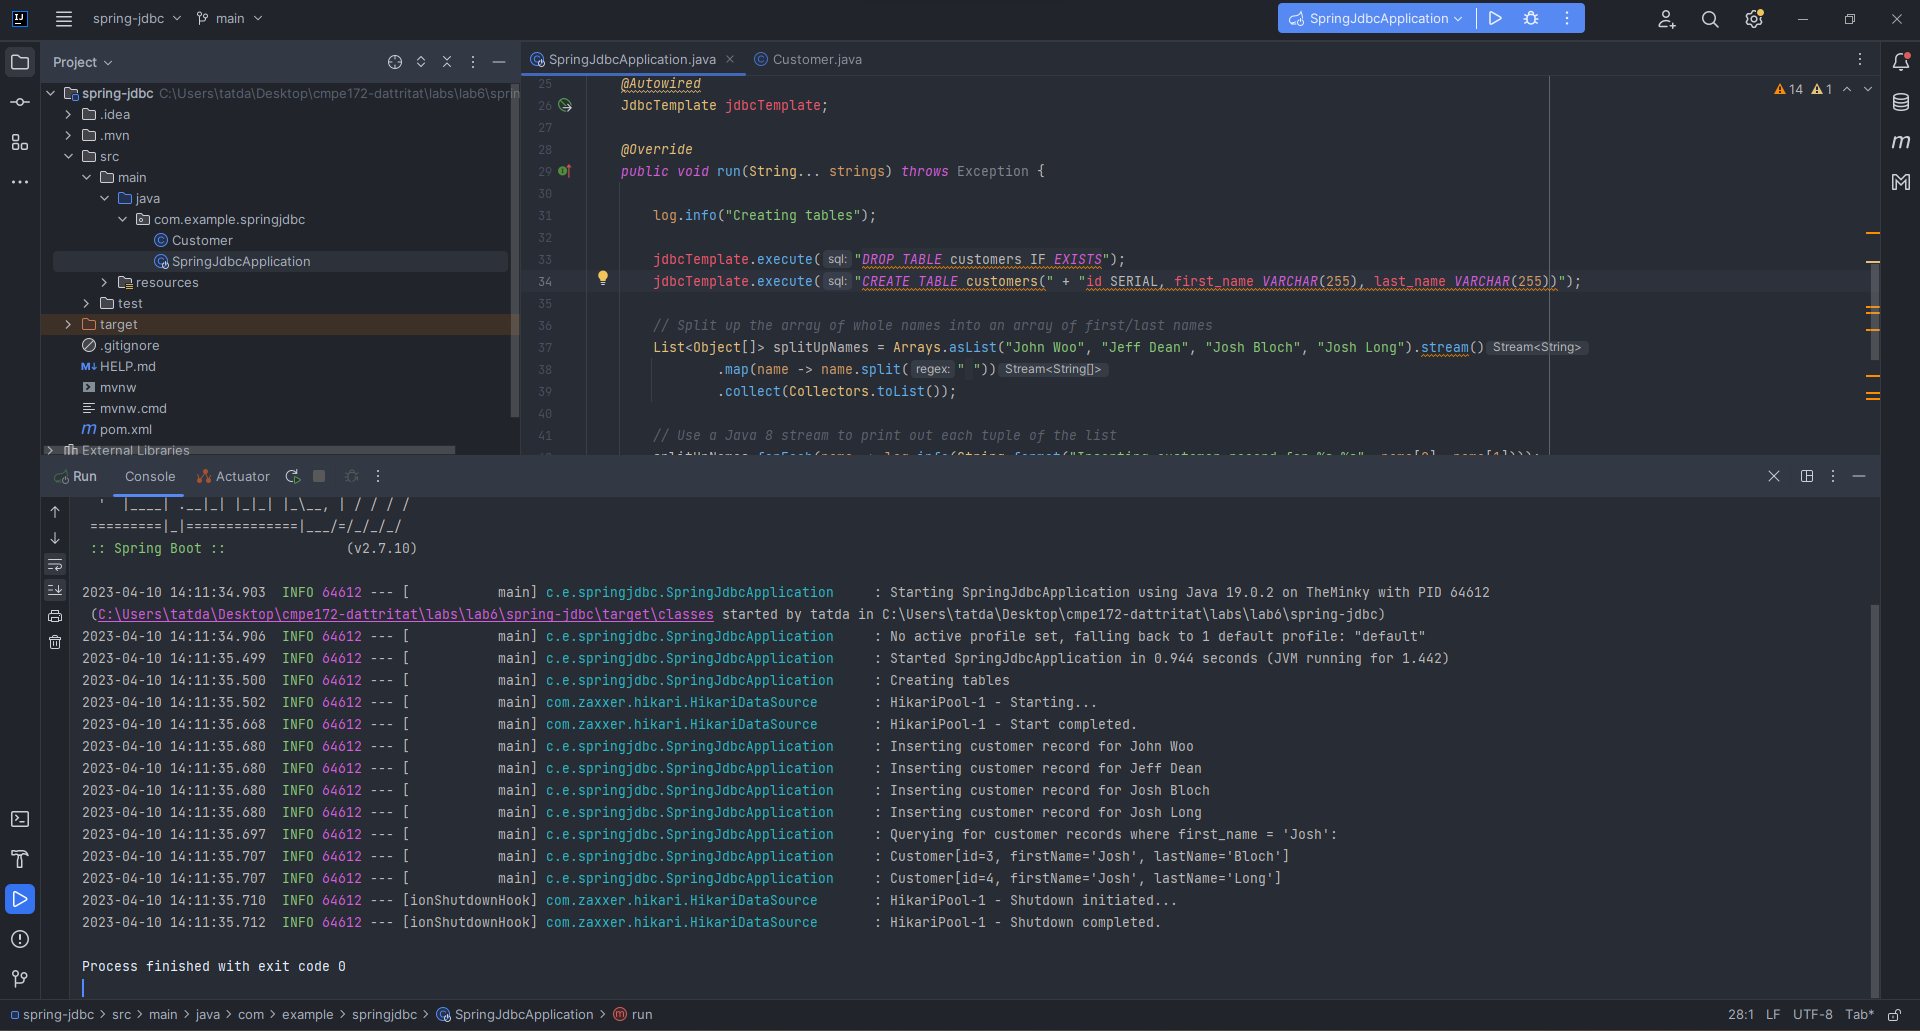 spring-jdbc main SpringJdbcApplication
Project
SpringJdbcApplication.java Customer.java
spring-jdbc C:\Users\tatda\Desktop\cmpe172-dattritat\labs\lab6\sprin
.idea
.mvn
src
main
java
com.example.springjdbc
Customer
SpringJdbcApplication
resources
test
target
.gitignore
HELP.md
mvnw
mvnw.cmd
pom.xml
External Libraries
14 1
25 @Autowired
26 JdbcTemplate jdbcTemplate;
27
28 @Override
29 public void run(String... strings) throws Exception {
30
31 log.info("Creating tables");
32
33 jdbcTemplate.execute( sql: "DROP TABLE customers IF EXISTS");
34 jdbcTemplate.execute( sql: "CREATE TABLE customers(" + "id SERIAL, first_name VARCHAR(255), last_name VARCHAR(255))");
35
36 // Split up the array of whole names into an array of first/last names
37 List<Object[]> splitUpNames = Arrays.asList("John Woo", "Jeff Dean", "Josh Bloch", "Josh Long").stream() Stream<String>
38 .map(name -> name.split( regex: " ")) Stream<String[]>
39 .collect(Collectors.toList());
40
41 // Use a Java 8 stream to print out each tuple of the list
Run Console Actuator
' |____| .__|_| |_|_| |_\__, | / / / /
=========|_|==============|___/=/_/_/_/
:: Spring Boot :: (v2.7.10)
2023-04-10 14:11:34.903 INFO 64612 --- [ main] c.e.springjdbc.SpringJdbcApplication : Starting SpringJdbcApplication using Java 19.0.2 on TheMinky with PID 64612
(C:\Users\tatda\Desktop\cmpe172-dattritat\labs\lab6\spring-jdbc\target\classes started by tatda in C:\Users\tatda\Desktop\cmpe172-dattritat\labs\lab6\spring-jdbc)
2023-04-10 14:11:34.906 INFO 64612 --- [ main] c.e.springjdbc.SpringJdbcApplication : No active profile set, falling back to 1 default profile: "default"
2023-04-10 14:11:35.499 INFO 64612 --- [ main] c.e.springjdbc.SpringJdbcApplication : Started SpringJdbcApplication in 0.944 seconds (JVM running for 1.442)
2023-04-10 14:11:35.500 INFO 64612 --- [ main] c.e.springjdbc.SpringJdbcApplication : Creating tables
2023-04-10 14:11:35.502 INFO 64612 --- [ main] com.zaxxer.hikari.HikariDataSource : HikariPool-1 - Starting...
2023-04-10 14:11:35.668 INFO 64612 --- [ main] com.zaxxer.hikari.HikariDataSource : HikariPool-1 - Start completed.
2023-04-10 14:11:35.680 INFO 64612 --- [ main] c.e.springjdbc.SpringJdbcApplication : Inserting customer record for John Woo
2023-04-10 14:11:35.680 INFO 64612 --- [ main] c.e.springjdbc.SpringJdbcApplication : Inserting customer record for Jeff Dean
2023-04-10 14:11:35.680 INFO 64612 --- [ main] c.e.springjdbc.SpringJdbcApplication : Inserting customer record for Josh Bloch
2023-04-10 14:11:35.680 INFO 64612 --- [ main] c.e.springjdbc.SpringJdbcApplication : Inserting customer record for Josh Long
2023-04-10 14:11:35.697 INFO 64612 --- [ main] c.e.springjdbc.SpringJdbcApplication : Querying for customer records where first_name = 'Josh':
2023-04-10 14:11:35.707 INFO 64612 --- [ main] c.e.springjdbc.SpringJdbcApplication : Customer[id=3, firstName='Josh', lastName='Bloch']
2023-04-10 14:11:35.707 INFO 64612 --- [ main] c.e.springjdbc.SpringJdbcApplication : Customer[id=4, firstName='Josh', lastName='Long']
2023-04-10 14:11:35.710 INFO 64612 --- [ionShutdownHook] com.zaxxer.hikari.HikariDataSource : HikariPool-1 - Shutdown initiated...
2023-04-10 14:11:35.712 INFO 64612 --- [ionShutdownHook] com.zaxxer.hikari.HikariDataSource : HikariPool-1 - Shutdown completed.
Process finished with exit code 0
spring-jdbc > src > main > java > com > example > springjdbc > SpringJdbcApplication > run 28:1 LF UTF-8 Tab*